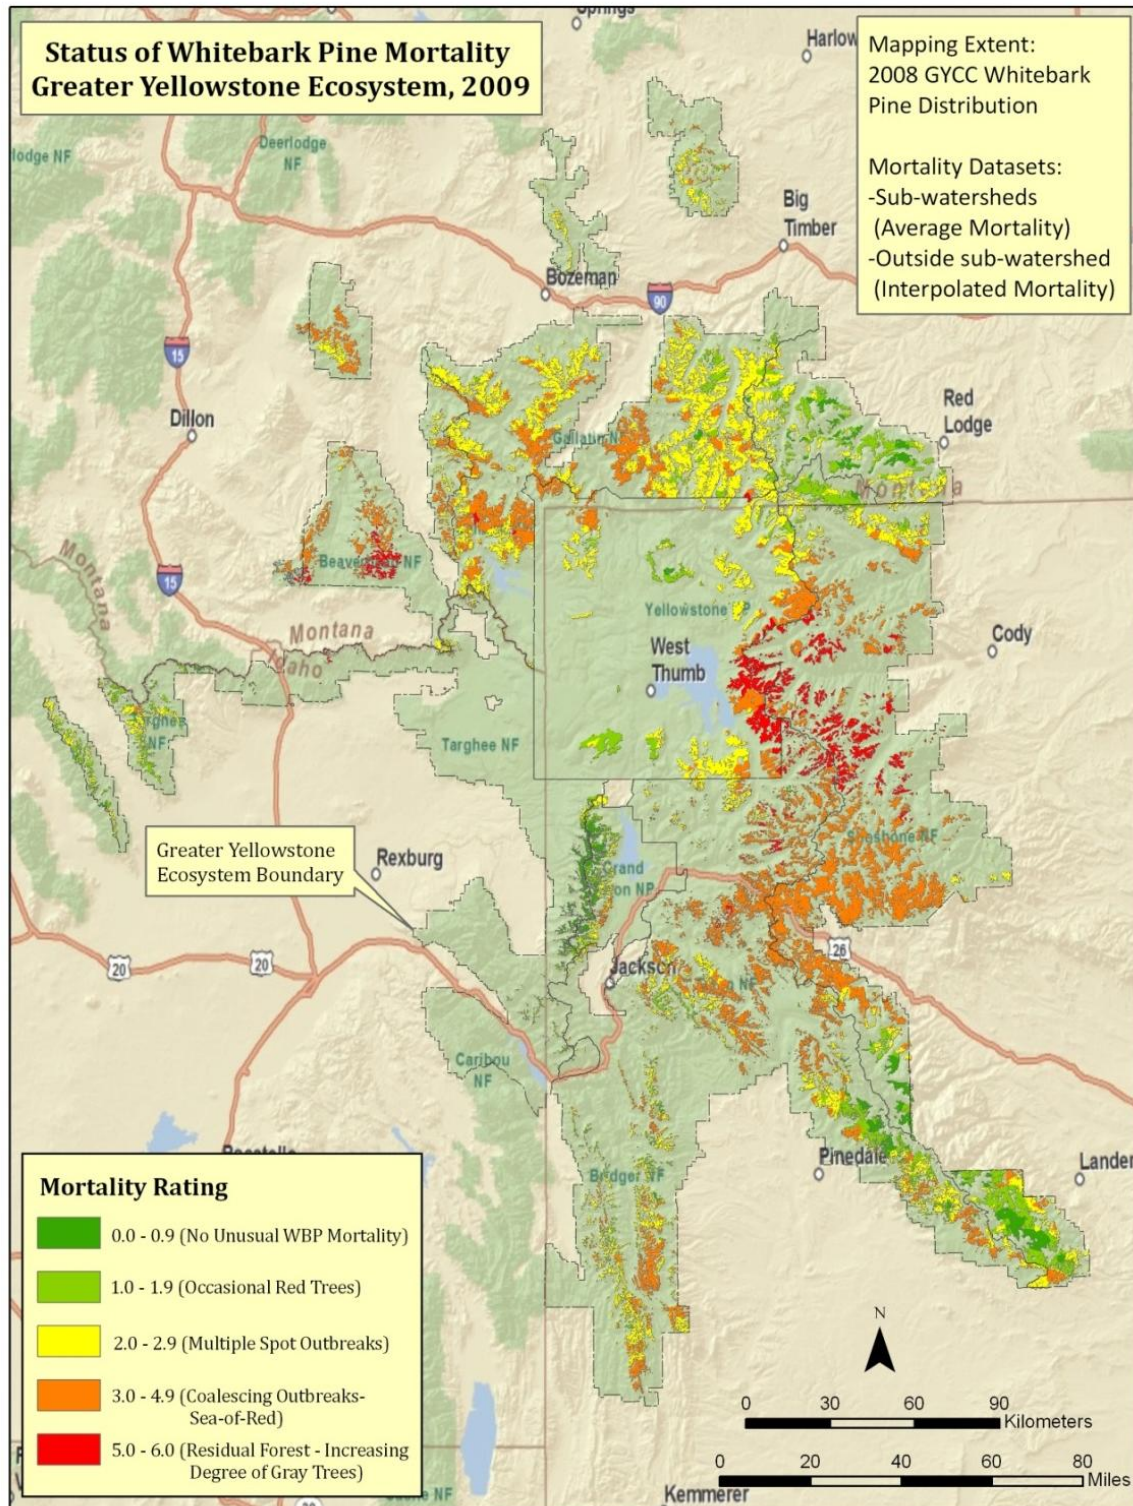 Status of Whitebark Pine Mortality
Greater Yellowstone Ecosystem, 2009
Mapping Extent:
2008 GYCC Whitebark
Pine Distribution
Mortality Datasets:
-Sub-watersheds
(Average Mortality)
-Outside sub-watershed
(Interpolated Mortality)
Springs
Harlow
Deerlodge
NF
lodge NF
Big
Timber
Bozeman
90
15
Dillon
Red
Lodge
Gallatin N
Montana
Montana
15
Montana
Idaho
Yellowstone
Cody
West
Thumb
NF
Targhee NF
Shoshone NF
Greater Yellowstone
Ecosystem Boundary
Rexburg
Grand
on NP
20
20
26
Jackson
NF
Caribou
NF
Pinedale
Lander
Bridger NF
Mortality Rating
0.0 - 0.9 (No Unusual WBP Mortality)
1.0 - 1.9 (Occasional Red Trees)
2.0 - 2.9 (Multiple Spot Outbreaks)
3.0 - 4.9 (Coalescing Outbreaks-
Sea-of-Red)
5.0 - 6.0 (Residual Forest - Increasing
Degree of Gray Trees)
N
0 30 60 90
Kilometers
0 20 40 60 80
Miles
Kemmerer